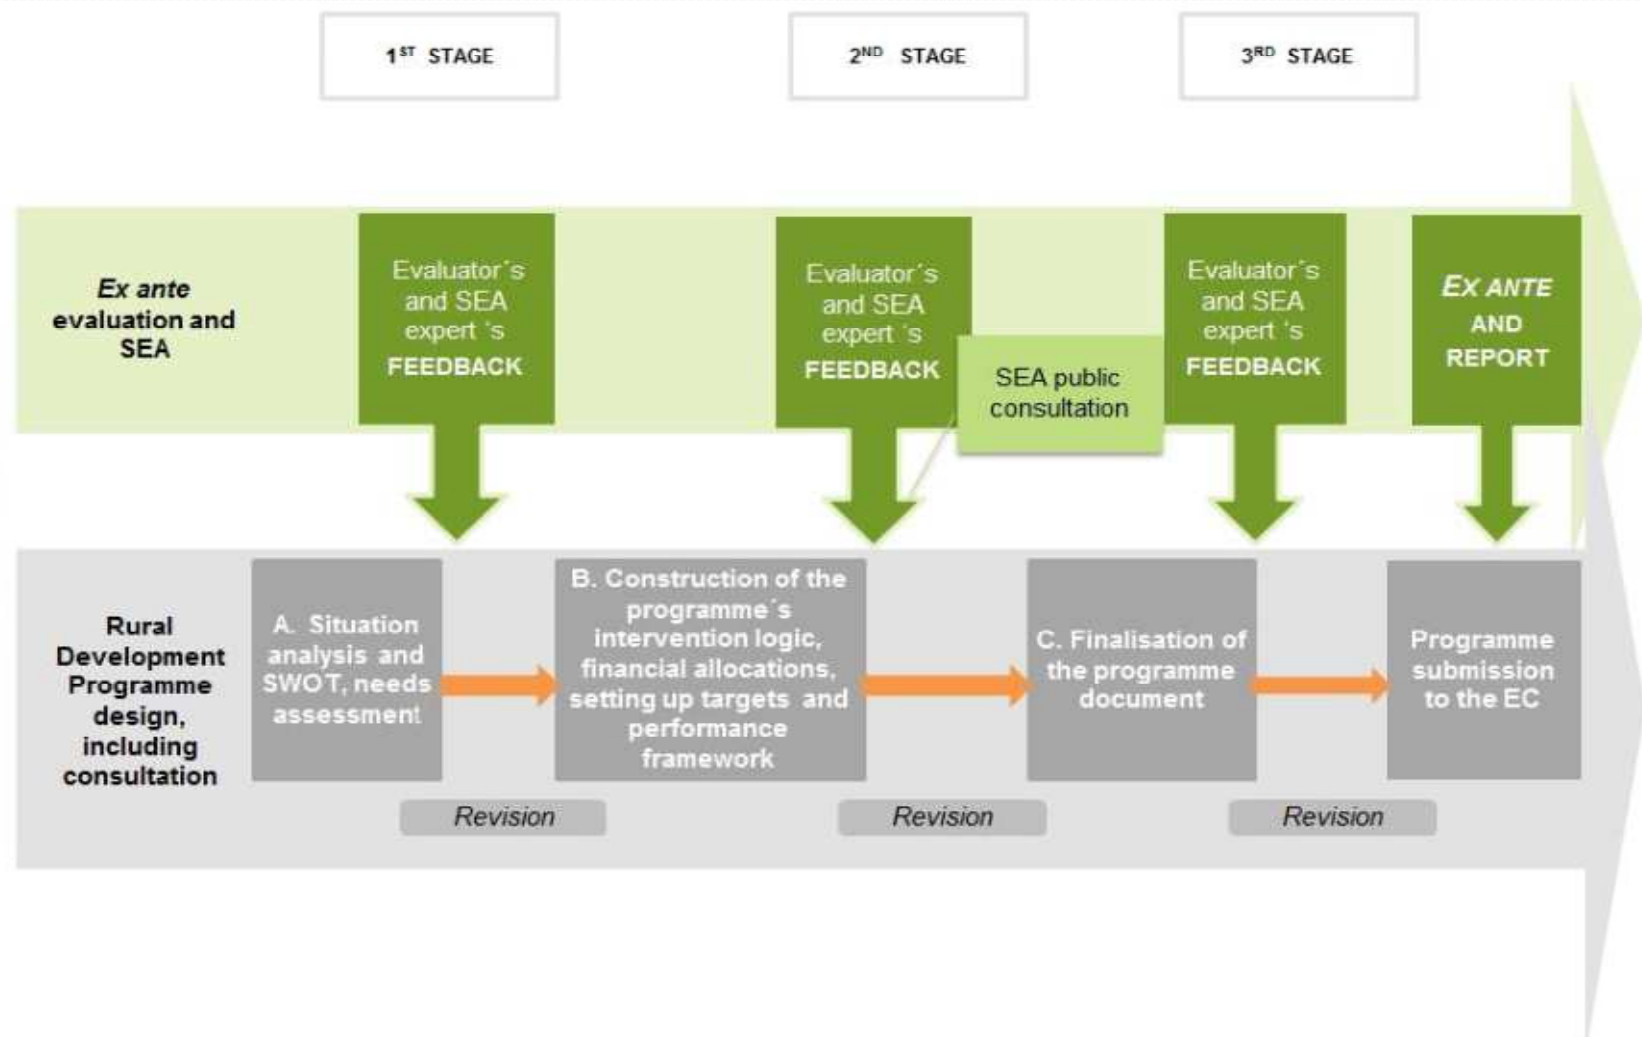 1ST STAGE
2ND STAGE
3RD STAGE
Ex ante
evaluation and
SEA
Evaluator´s
and SEA
expert ´s
FEEDBACK
Evaluator´s
and SEA
expert ´s
FEEDBACK
SEA public
consultation
Evaluator´s
and SEA
expert ´s
FEEDBACK
EX ANTE
AND
REPORT
Rural
Development
Programme
design,
including
consultation
A. Situation
analysis and
SWOT, needs
assessment
B. Construction of the
programme´s
intervention logic,
financial allocations,
setting up targets and
performance
framework
C. Finalisation of
the programme
document
Programme
submission
to the EC
Revision
Revision
Revision